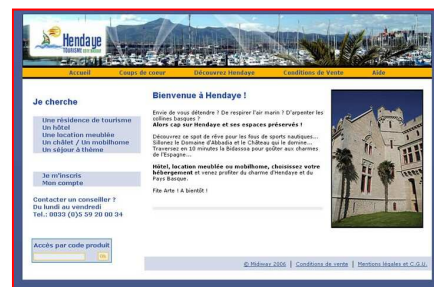 Hendaye
TOURISME
Accueil
Coups de coeur
Découvrez Hendaye
Conditions de Vente
Aide
Je cherche
Une résidence de tourisme
Un hôtel
Une location meublée
Un châlet / Un mobilhome
Un séjour à thème
Je m'inscris
Mon compte
Contacter un conseiller ?
Du lundi au vendredi
Tel.: 0033 (0)5 59 20 00 34
Accès par code produit
Ok
Bienvenue à Hendaye !
Envie de vous détendre ? De respirer l'air marin ? D'arpenter les
collines basques ?
Alors cap sur Hendaye et ses espaces préservés !
Découvrez ce spot de rêve pour les fous de sports nautiques...
Sillonez le Domaine d'Abbadia et le Château qui le domine...
Traversez en 10 minutes la Bidassoa pour goûter aux charmes
de l'Espagne...
Hôtel, location meublée ou mobilhome, choisissez votre
hébergement et venez profiter du charme d'Hendaye et du
Pays Basque.
Fite Arte ! A bientôt !
© Midway 2006 | Conditions de vente | Mentions légales et C.G.U.